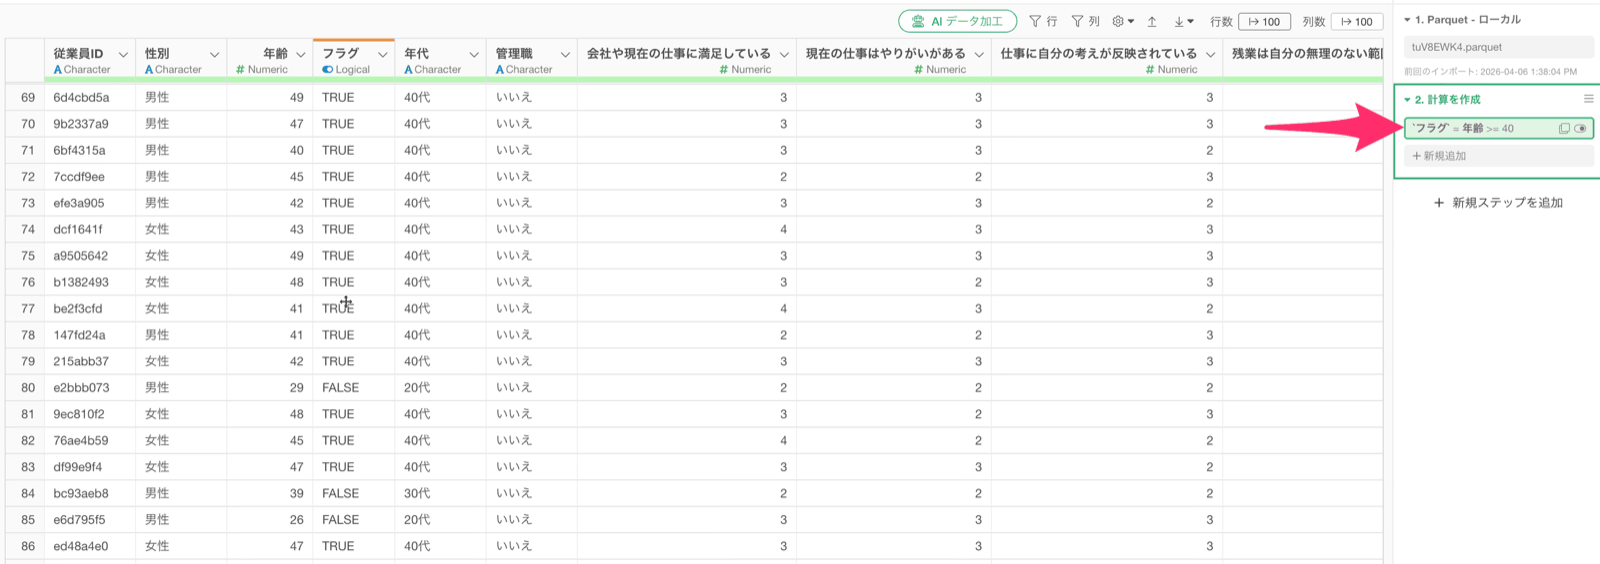 AI データ加工 行 列 行数 100 列数 100
従業員ID 性別 年齢 フラグ 年代 管理職 会社や現在の仕事に満足している 現在の仕事はやりがいがある 仕事に自分の考えが反映されている 残業は自分の無理のない範囲
Character Character Numeric Logical Character Character Numeric Numeric Numeric
69 6d4cbd5a 男性 49 TRUE 40代 いいえ 3 3 3
70 9b2337a9 男性 47 TRUE 40代 いいえ 3 3 3
71 6bf4315a 男性 40 TRUE 40代 いいえ 3 3 2
72 7ccdf9ee 男性 45 TRUE 40代 いいえ 2 2 3
73 efe3a905 男性 42 TRUE 40代 いいえ 3 3 2
74 dcf1641f 女性 43 TRUE 40代 いいえ 4 3 3
75 a9505642 女性 49 TRUE 40代 いいえ 3 3 3
76 b1382493 女性 48 TRUE 40代 いいえ 3 2 3
77 be2f3cfd 女性 41 TRUE 40代 いいえ 4 3 2
78 147fd24a 男性 41 TRUE 40代 いいえ 2 2 3
79 215abb37 女性 42 TRUE 40代 いいえ 3 3 3
80 e2bbb073 男性 29 FALSE 20代 いいえ 2 2 2
81 9ec810f2 女性 48 TRUE 40代 いいえ 3 2 3
82 76ae4b59 女性 45 TRUE 40代 いいえ 4 2 2
83 df99e9f4 女性 47 TRUE 40代 いいえ 3 3 2
84 bc93aeb8 男性 39 FALSE 30代 いいえ 2 2 2
85 e6d795f5 男性 26 FALSE 20代 いいえ 3 3 3
86 ed48a4e0 女性 47 TRUE 40代 いいえ 3 3 3
1. Parquet - ローカル
tuV8EWK4.parquet
前回のインポート: 2026-04-06 1:38:04 PM
2. 計算を作成
`フラグ` = 年齢 >= 40
+ 新規追加
+ 新規ステップを追加